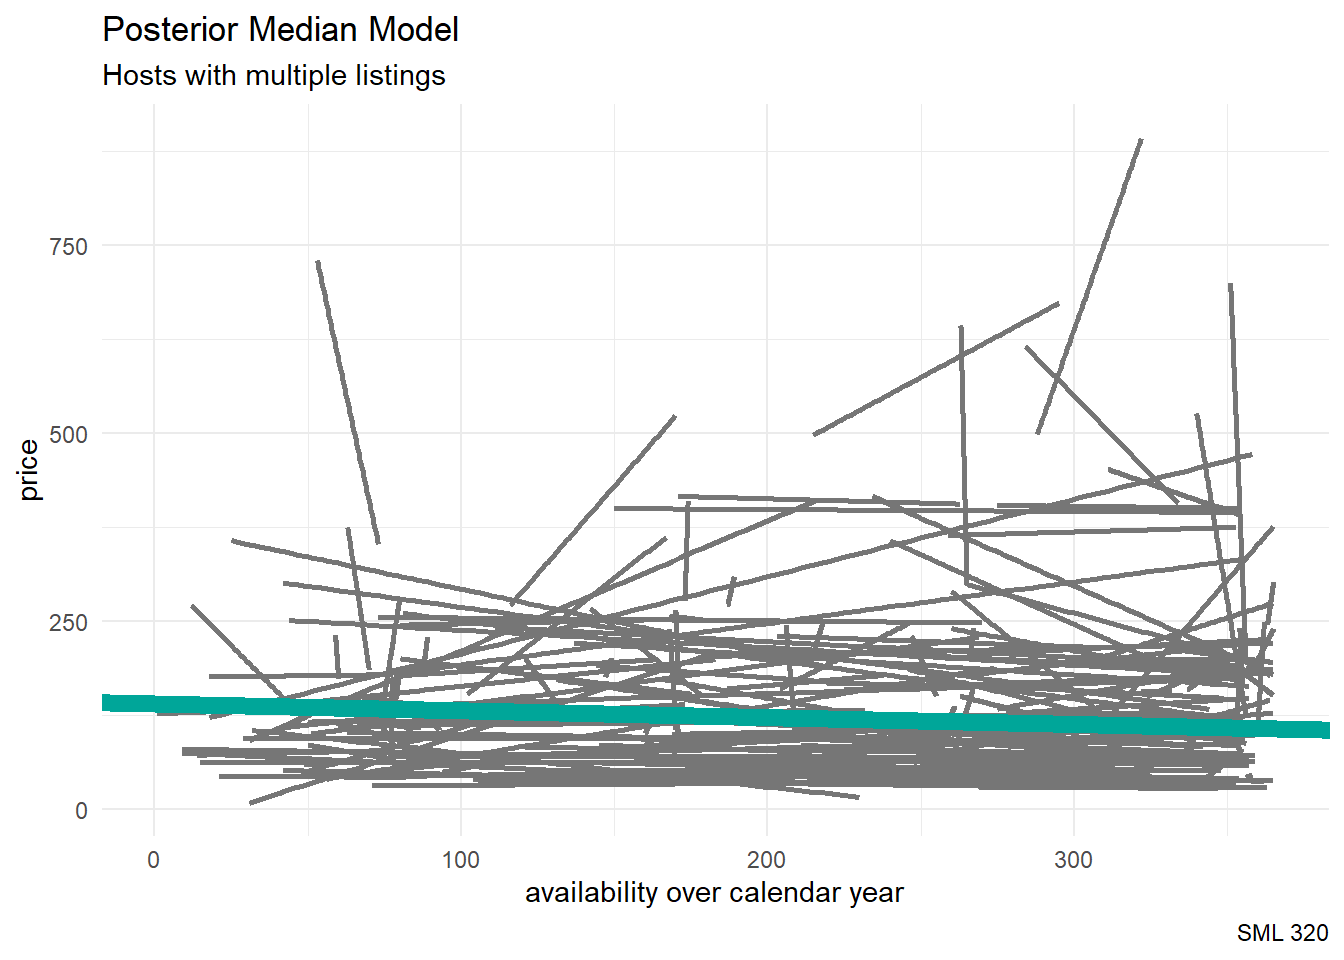 Posterior Median Model
Hosts with multiple listings
price
750
500
250
0
0 100 200 300
availability over calendar year
SML 320